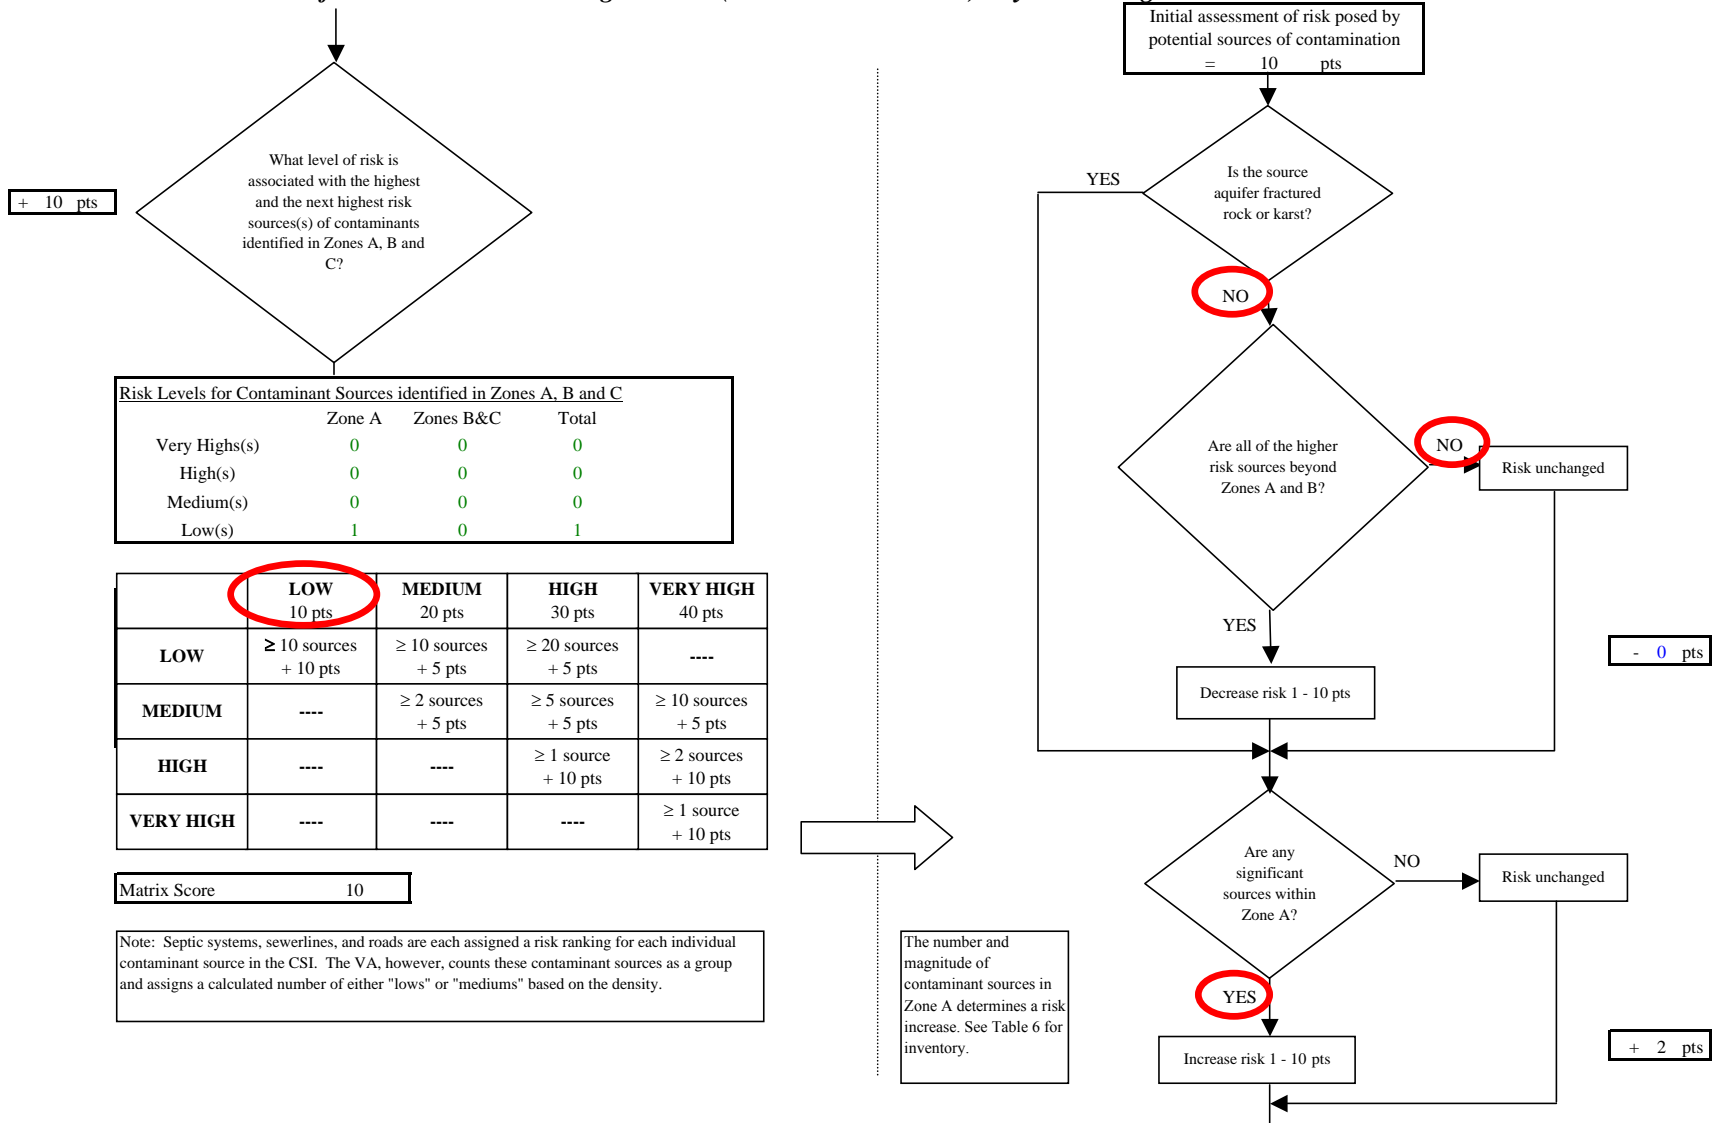 Initial assessment of risk posed by
potential sources of contamination
= 10 pts
What level of risk is
associated with the highest
and the next highest risk
sources(s) of contaminants
identified in Zones A, B and
C?
+ 10 pts
Risk Levels for Contaminant Sources identified in Zones A, B and C
Zone A Zones B&C Total
Very Highs(s) 0 0 0
High(s) 0 0 0
Medium(s) 0 0 0
Low(s) 1 0 1
LOW MEDIUM HIGH VERY HIGH
10 pts 20 pts 30 pts 40 pts
LOW ≥ 10 sources ≥ 10 sources ≥ 20 sources ----
+ 10 pts + 5 pts + 5 pts
MEDIUM ---- ≥ 2 sources ≥ 5 sources ≥ 10 sources
+ 5 pts + 5 pts + 5 pts
HIGH ---- ---- ≥ 1 source ≥ 2 sources
+ 10 pts + 10 pts
VERY HIGH ---- ---- ---- ≥ 1 source
+ 10 pts
Matrix Score 10
Note: Septic systems, sewerlines, and roads are each assigned a risk ranking for each individual
contaminant source in the CSI. The VA, however, counts these contaminant sources as a group
and assigns a calculated number of either "lows" or "mediums" based on the density.
Is the source
aquifer fractured
rock or karst?
YES
NO
Are all of the higher
risk sources beyond
Zones A and B?
NO
Risk unchanged
YES
Decrease risk 1 - 10 pts
- 0 pts
Are any
significant
sources within
Zone A?
NO
Risk unchanged
YES
The number and
magnitude of
contaminant sources in
Zone A determines a risk
increase. See Table 6 for
inventory.
Increase risk 1 - 10 pts
+ 2 pts